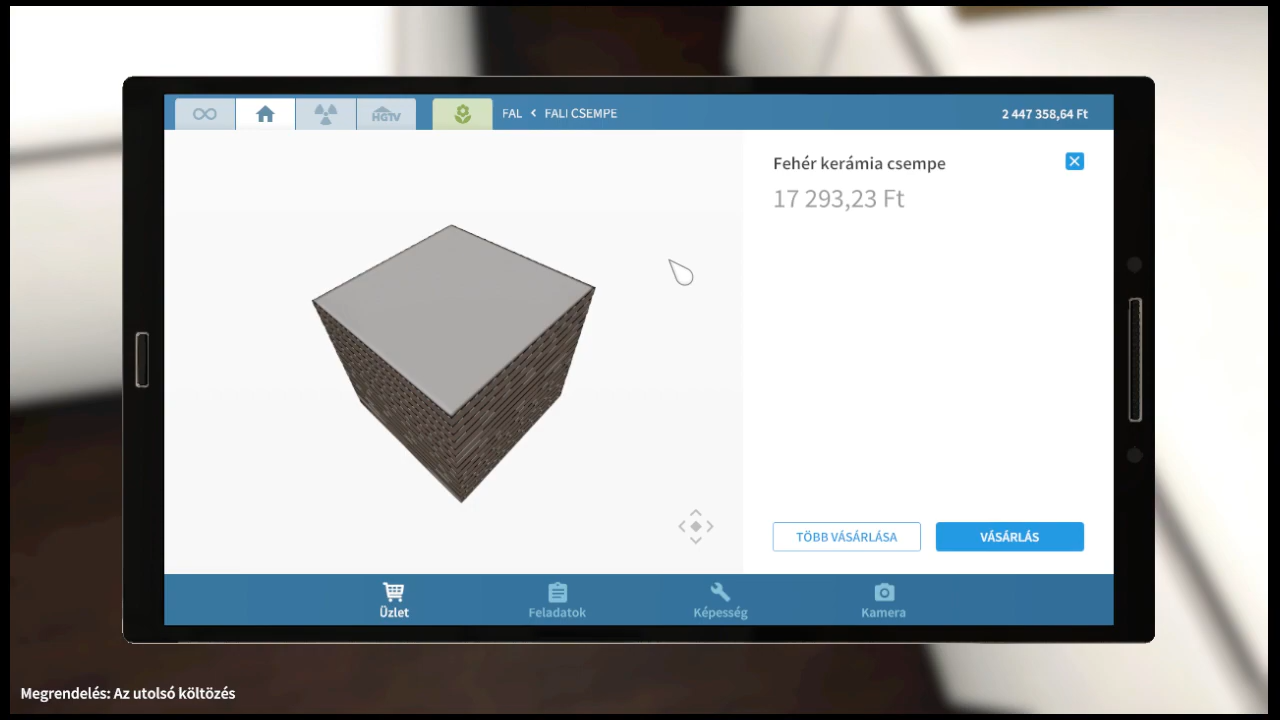 HGTV
FAL < FALI CSEMPE
2 447 358,64 Ft
Fehér kerámia csempe
17 293,23 Ft
TÖBB VÁSÁRLÁSA
VÁSÁRLÁS
Üzlet
Feladatok
Képesség
Kamera
Megrendelés: Az utolsó költözés